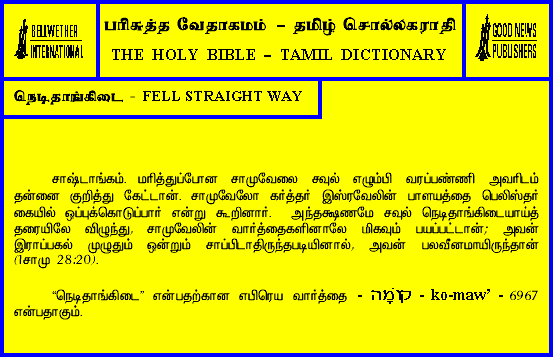 BELLWETHER
INTERNATIONAL
பரிசுத்த வேதாகமம் – தமிழ் சொல்லகராதி
THE HOLY BIBLE – TAMIL DICTIONARY
GOOD NEWS
PUBLISHERS
நெடிதாங்கிடை - FELL STRAIGHT WAY
சாஷ்டாங்கம். மரித்துப்போன சாமுவேலை சவுல் எழும்பி வரப்பண்ணி அவரிடம்
தன்னை குறித்து கேட்டான். சாமுவேலோ கர்த்தர் இஸ்ரவேலின் பாளயத்தை பெலிஸ்தர்
கையில் ஒப்புக்கொடுப்பார் என்று கூறினார். அந்தக்ஷணமே சவுல் நெடிதாங்கிடையாய்த்
தரையிலே விழுந்து, சாமுவேலின் வார்த்தைகளினாலே மிகவும் பயப்பட்டான்; அவன்
இராப்பகல் முழுதும் ஒன்றும் சாப்பிடாதிருந்தபடியினால், அவன் பலவீனமாயிருந்தான்
(1சாமு 28:20).
“நெடிதாங்கிடை” என்பதற்கான எபிரெய வார்த்தை - קוֹמָה - ko-maw’ - 6967
என்பதாகும்.